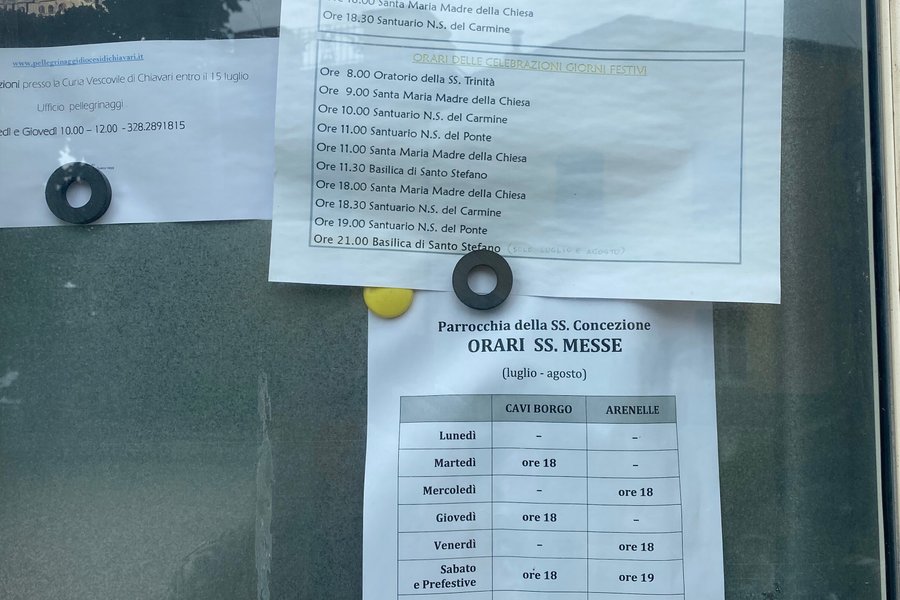 www.pellegrinaggidiocesidichiavari.it
zioni presso la Curia Vescovile di Chiavari entro il 15 luglio
Ufficio pellegrinaggi
edì e Giovedì 10.00 – 12.00 - 328.2891815
Santa Maria Madre della Chiesa
Ore 18.30 Santuario N.S. del Carmine
ORARI DELLE CELEBRAZIONI GIORNI FESTIVI
Ore 8.00 Oratorio della SS. Trinità
Ore 9.00 Santa Maria Madre della Chiesa
Ore 10.00 Santuario N.S. del Carmine
Ore 11.00 Santuario N.S. del Ponte
Ore 11.00 Santa Maria Madre della Chiesa
Ore 11.30 Basilica di Santo Stefano
Ore 18.00 Santa Maria Madre della Chiesa
Ore 18.30 Santuario N.S. del Carmine
Ore 19.00 Santuario N.S. del Ponte
Ore 21.00 Basilica di Santo Stefano (SOLO LUGLIO E AGOSTO)
Parrocchia della SS. Concezione
ORARI SS. MESSE
(luglio - agosto)
CAVI BORGO ARENELLE
Lunedì – –
Martedì ore 18 –
Mercoledì – ore 18
Giovedì ore 18 –
Venerdì – ore 18
Sabato
e Prefestive ore 18 ore 19